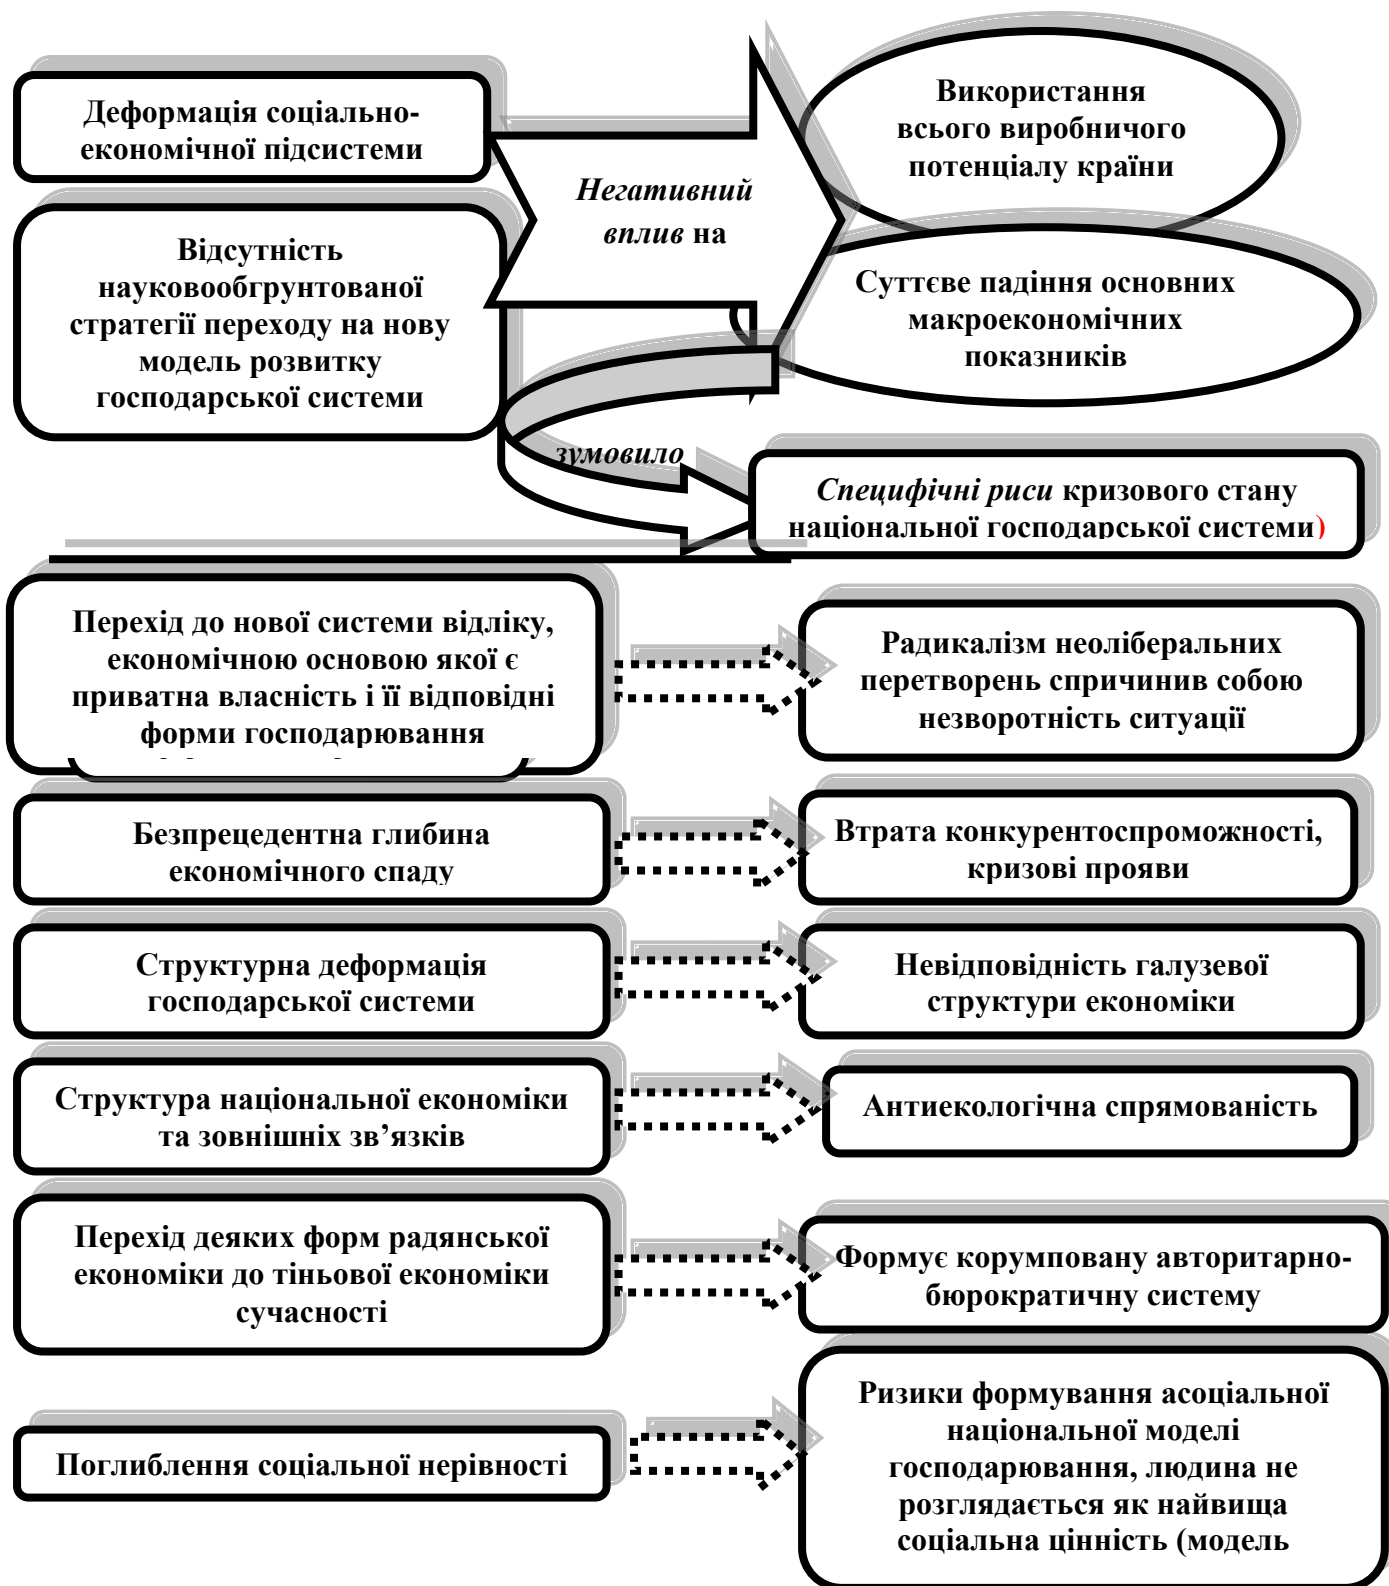 Деформація соціально-
економічної підсистеми
Негативний
вплив на
Використання
всього виробничого
потенціалу країни
Відсутність
науковообгрунтованої
стратегії переходу на нову
модель розвитку
господарської системи
Суттєве падіння основних
макроекономічних
показників
зумовило
Специфічні риси кризового стану
національної господарської системи)
Перехід до нової системи відліку,
економічною основою якої є
приватна власність і її відповідні
форми господарювання
Радикалізм неоліберальних
перетворень спричинив собою
незворотність ситуації
Безпрецедентна глибина
економічного спаду
Втрата конкурентоспроможності,
кризові прояви
Структурна деформація
господарської системи
Невідповідність галузевої
структури економіки
Структура національної економіки
та зовнішніх зв’язків
Антиекологічна спрямованість
Перехід деяких форм радянської
економіки до тіньової економіки
сучасності
Формує корумповану авторитарно-
бюрократичну систему
Поглиблення соціальної нерівності
Ризики формування асоціальної
національної моделі
господарювання, людина не
розглядається як найвища
соціальна цінність (модель